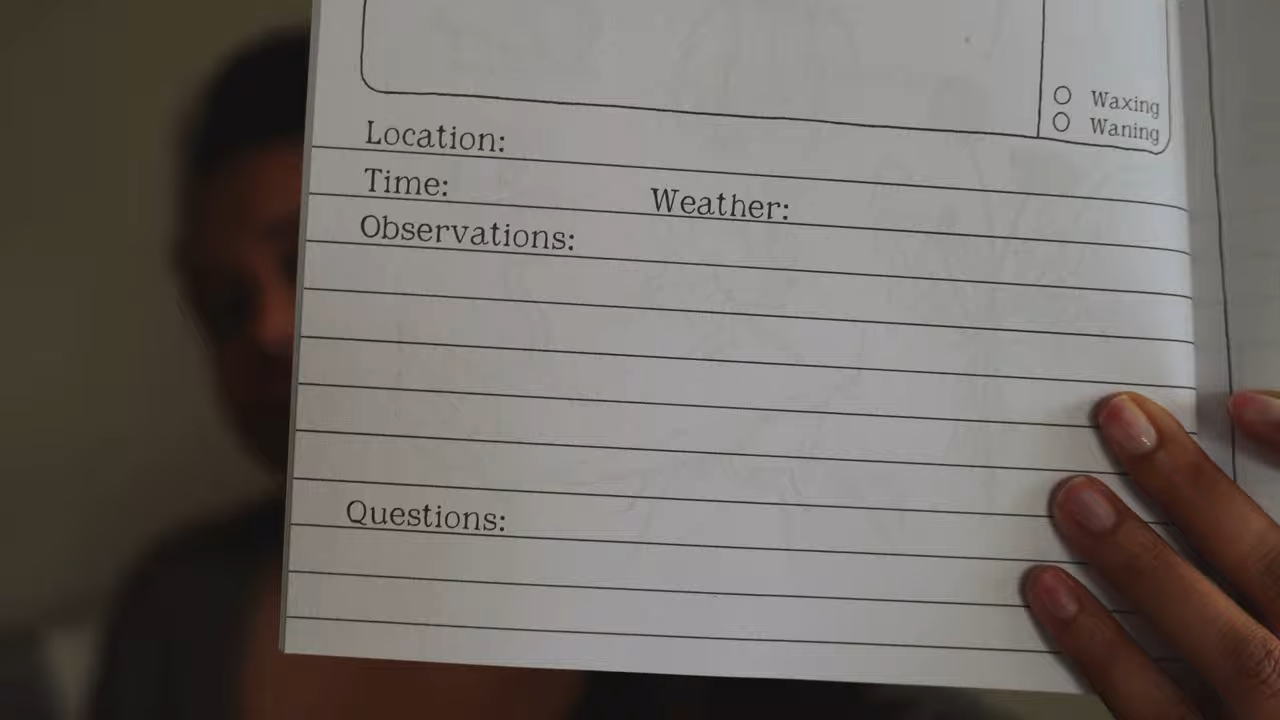 Waxing
Waning
Location:
Time: Weather:
Observations:
Questions: